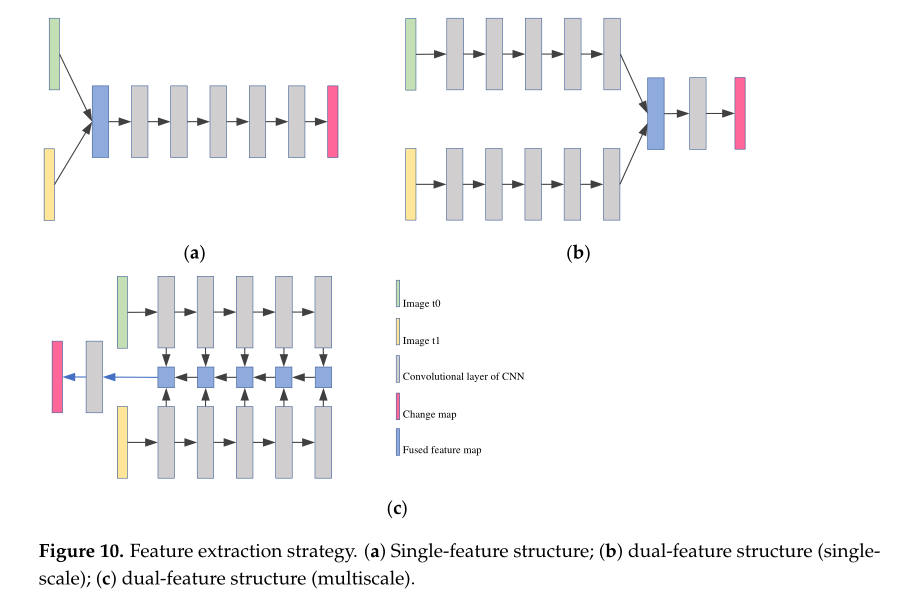 (a)
(b)
Image t0
Image t1
Convolutional layer of CNN
Change map
Fused feature map
(c)
Figure 10. Feature extraction strategy. (a) Single-feature structure; (b) dual-feature structure (single-
scale); (c) dual-feature structure (multiscale).